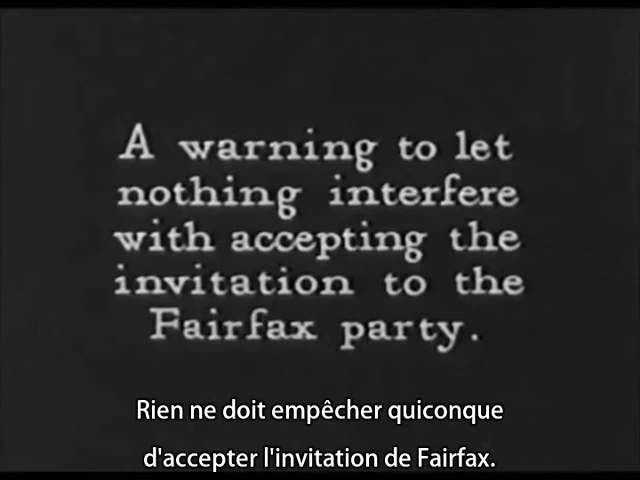 A warning to let
nothing interfere
with accepting the
invitation to the
Fairfax party.
Rien ne doit empêcher quiconque
d'accepter l'invitation de Fairfax.